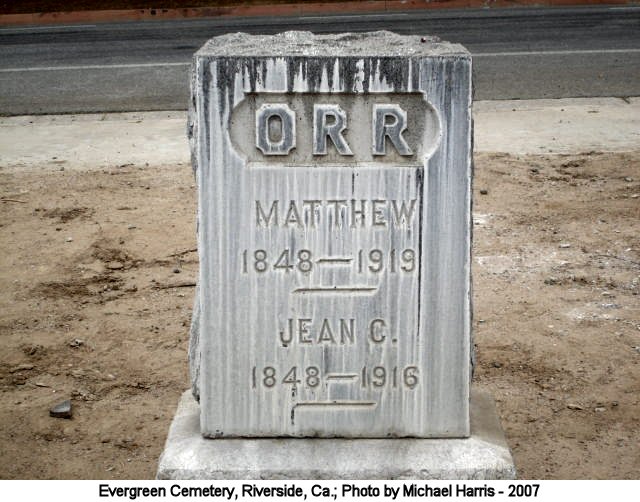 ORR
MATTHEW
1848—1919
JEAN C.
1848—1916
Evergreen Cemetery, Riverside, Ca.; Photo by Michael Harris - 2007